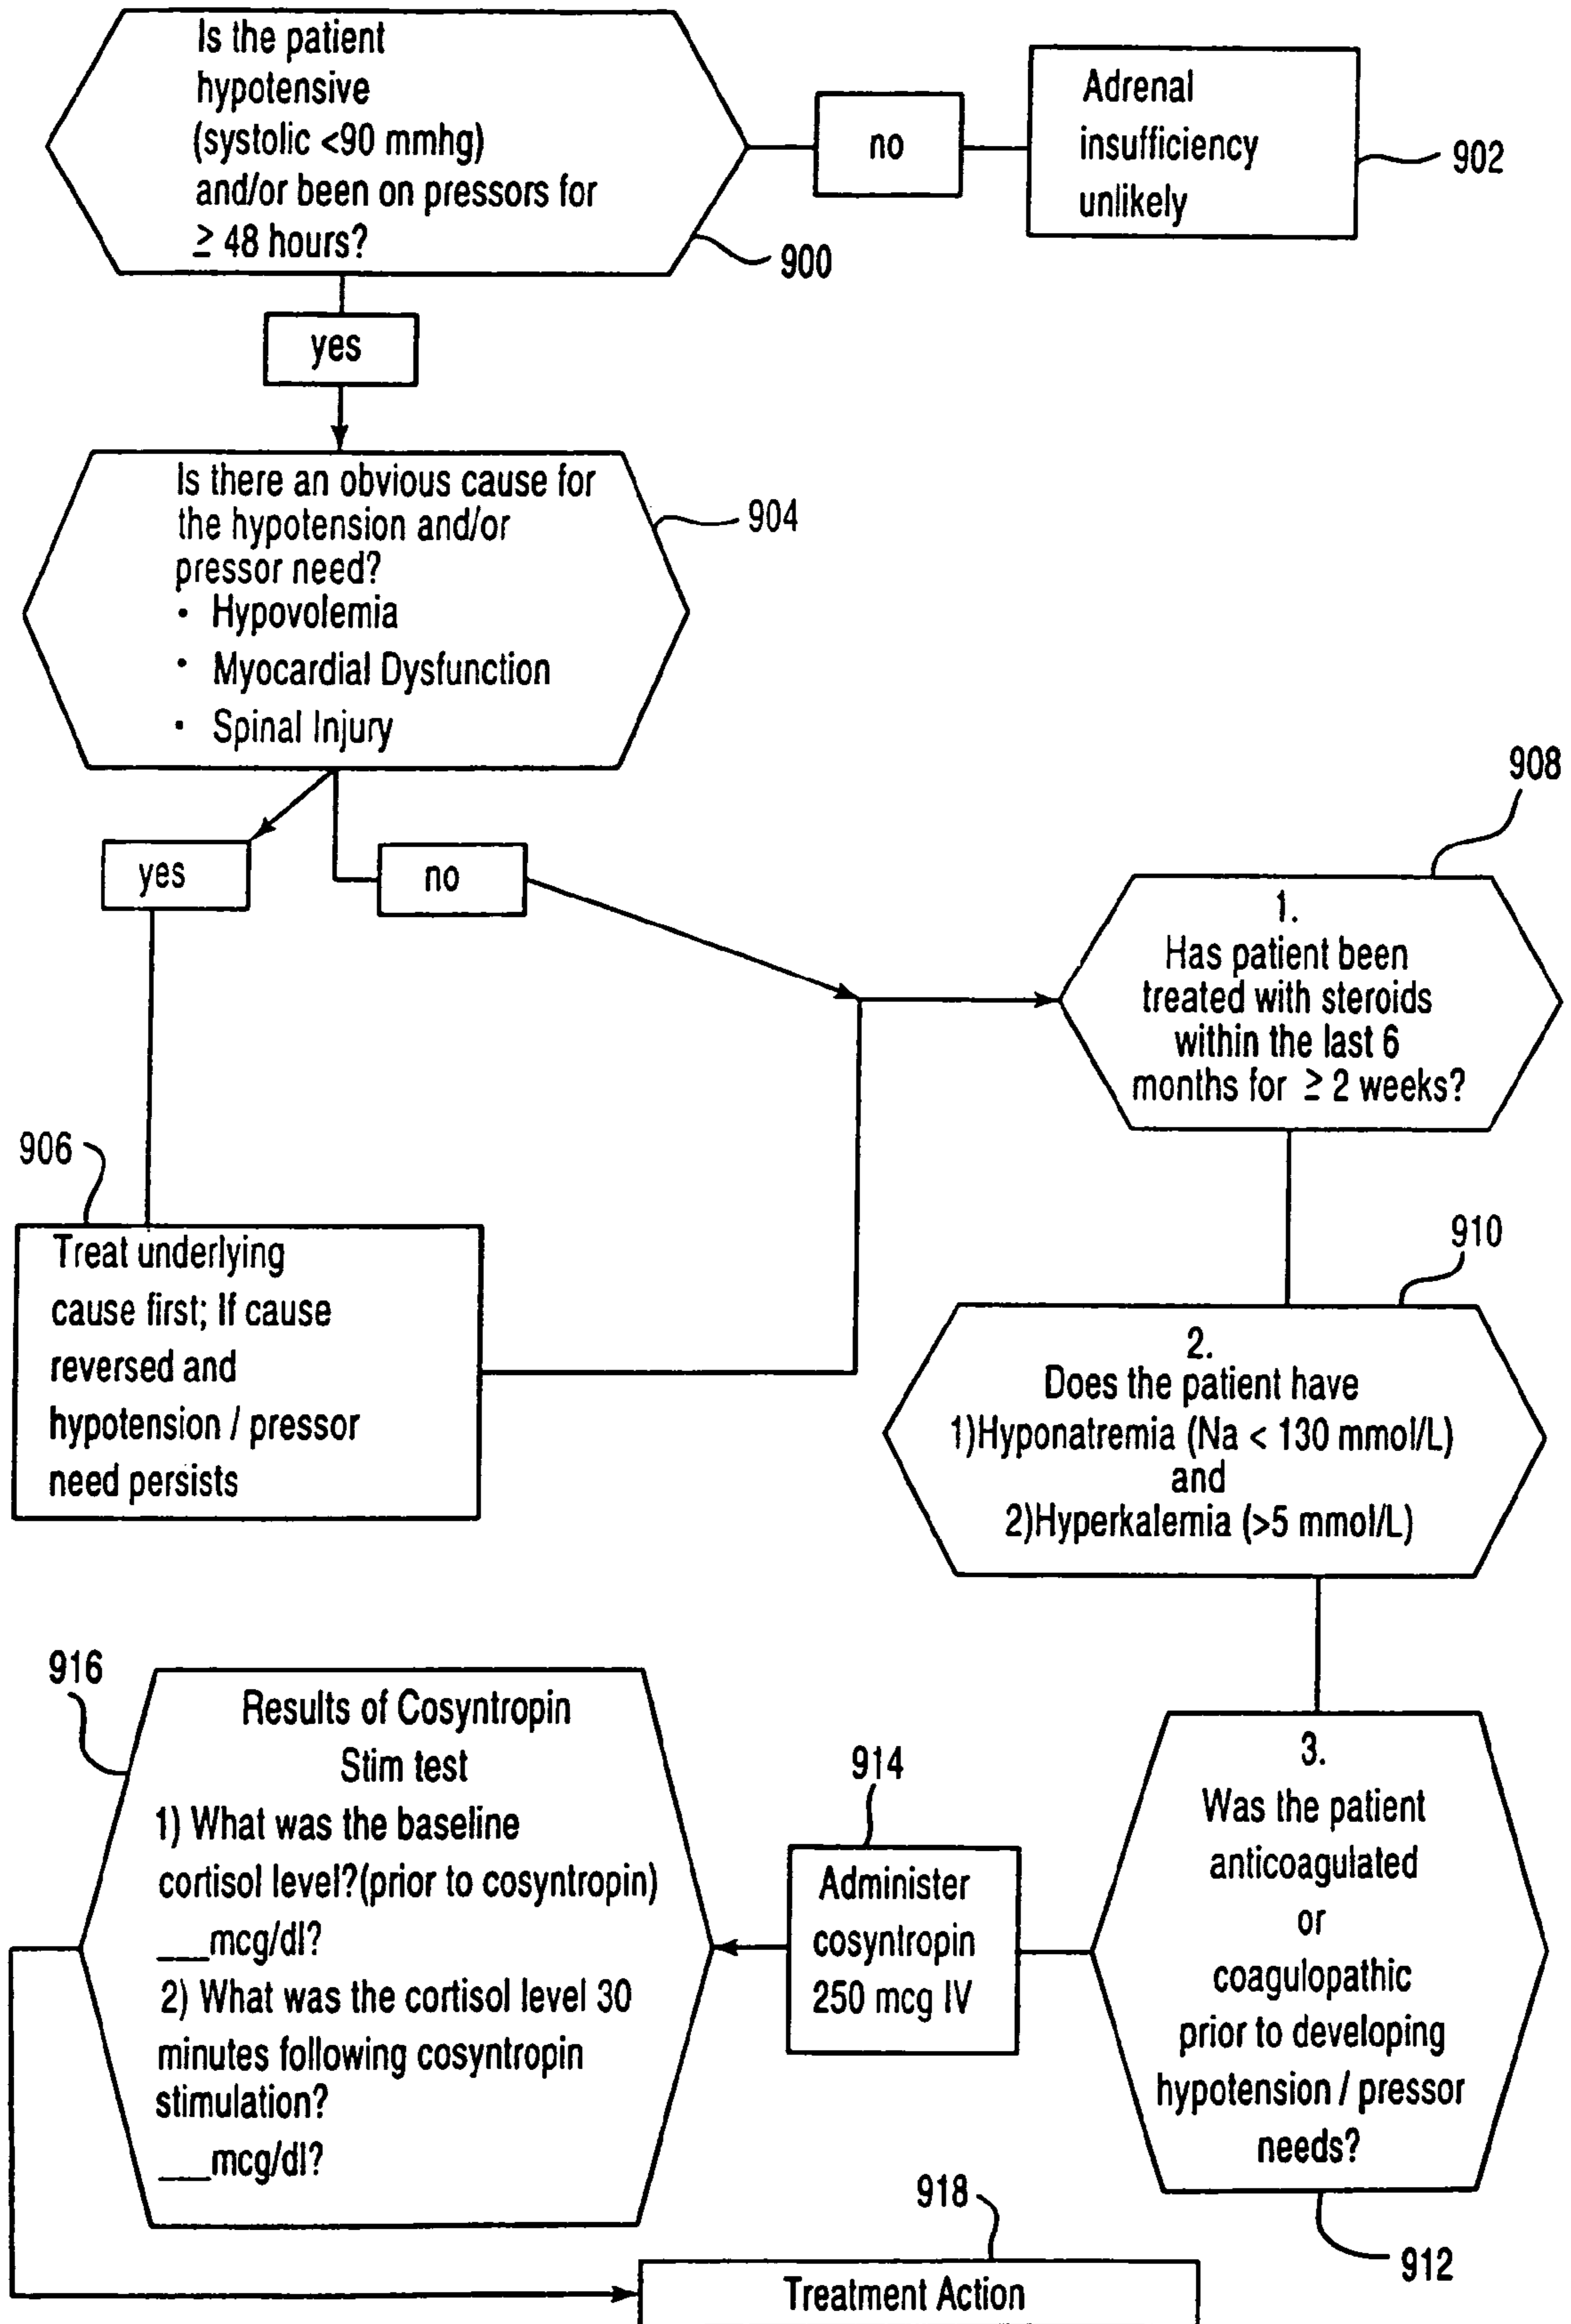 Is the patient
hypotensive
(systolic <90 mmhg)
and/or been on pressors for
≥ 48 hours?
900
no
Adrenal
insufficiency
unlikely
902
yes
Is there an obvious cause for
the hypotension and/or
pressor need?
· Hypovolemia
· Myocardial Dysfunction
· Spinal Injury
904
yes
no
906
Treat underlying
cause first; If cause
reversed and
hypotension / pressor
need persists
908
1.
Has patient been
treated with steroids
within the last 6
months for ≥ 2 weeks?
910
2.
Does the patient have
1)Hyponatremia (Na < 130 mmol/L)
and
2)Hyperkalemia (>5 mmol/L)
3.
Was the patient
anticoagulated
or
coagulopathic
prior to developing
hypotension / pressor
needs?
912
914
Administer
cosyntropin
250 mcg IV
916
Results of Cosyntropin
Stim test
1) What was the baseline
cortisol level?(prior to cosyntropin)
___mcg/dl?
2) What was the cortisol level 30
minutes following cosyntropin
stimulation?
___mcg/dl?
918
Treatment Action